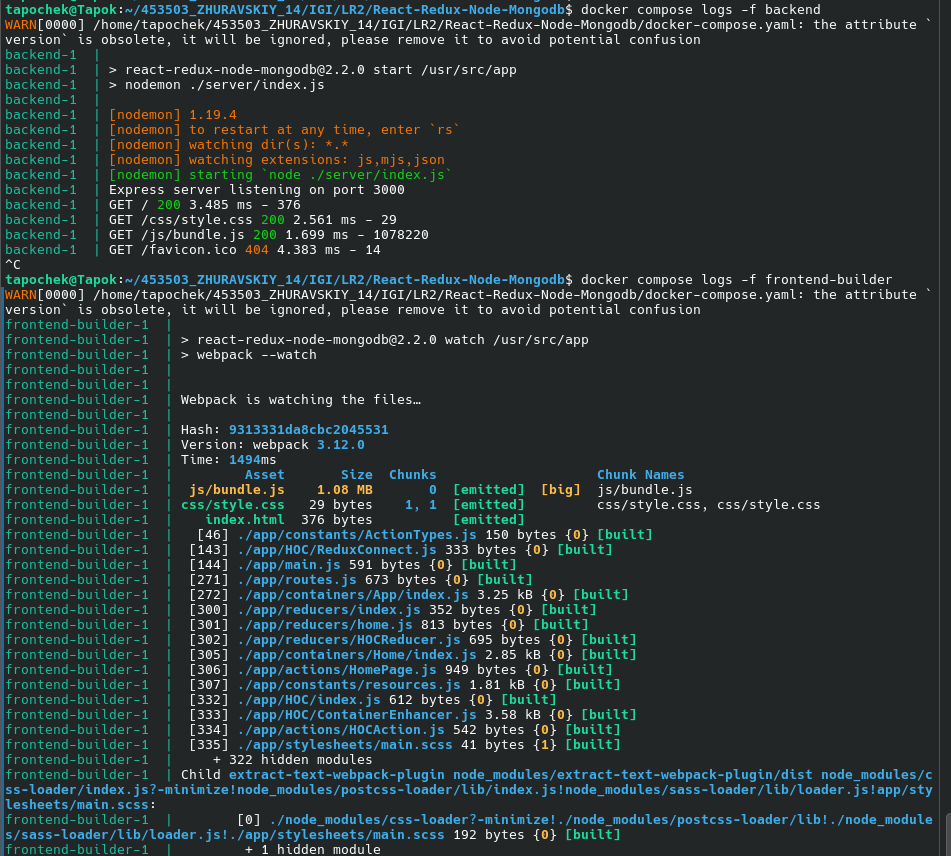 tapochek@Tapok:~/453503_ZHURAVSKIY_14/IGI/LR2/React-Redux-Node-Mongodb$ docker compose logs -f backend
WARN[0000] /home/tapochek/453503_ZHURAVSKIY_14/IGI/LR2/React-Redux-Node-Mongodb/docker-compose.yaml: the attribute `
version` is obsolete, it will be ignored, please remove it to avoid potential confusion
backend-1  |
backend-1  | > react-redux-node-mongodb@2.2.0 start /usr/src/app
backend-1  | > nodemon ./server/index.js
backend-1  |
backend-1  | [nodemon] 1.19.4
backend-1  | [nodemon] to restart at any time, enter `rs`
backend-1  | [nodemon] watching dir(s): *.*
backend-1  | [nodemon] watching extensions: js,mjs,json
backend-1  | [nodemon] starting `node ./server/index.js`
backend-1  | Express server listening on port 3000
backend-1  | GET / 200 3.485 ms - 376
backend-1  | GET /css/style.css 200 2.561 ms - 29
backend-1  | GET /js/bundle.js 200 1.699 ms - 1078220
backend-1  | GET /favicon.ico 404 4.383 ms - 14
^C
tapochek@Tapok:~/453503_ZHURAVSKIY_14/IGI/LR2/React-Redux-Node-Mongodb$ docker compose logs -f frontend-builder
WARN[0000] /home/tapochek/453503_ZHURAVSKIY_14/IGI/LR2/React-Redux-Node-Mongodb/docker-compose.yaml: the attribute `
version` is obsolete, it will be ignored, please remove it to avoid potential confusion
frontend-builder-1  |
frontend-builder-1  | > react-redux-node-mongodb@2.2.0 watch /usr/src/app
frontend-builder-1  | > webpack --watch
frontend-builder-1  |
frontend-builder-1  |
frontend-builder-1  | Webpack is watching the files…
frontend-builder-1  |
frontend-builder-1  | Hash: 9313331da8cbc2045531
frontend-builder-1  | Version: webpack 3.12.0
frontend-builder-1  | Time: 1494ms
frontend-builder-1  |         Asset       Size  Chunks                    Chunk Names
frontend-builder-1  |  js/bundle.js    1.08 MB       0  [emitted]  [big]  js/bundle.js
frontend-builder-1  | css/style.css   29 bytes    1, 1  [emitted]         css/style.css, css/style.css
frontend-builder-1  |    index.html  376 bytes          [emitted]
frontend-builder-1  |   [46] ./app/constants/ActionTypes.js 150 bytes {0} [built]
frontend-builder-1  |  [143] ./app/HOC/ReduxConnect.js 333 bytes {0} [built]
frontend-builder-1  |  [144] ./app/main.js 591 bytes {0} [built]
frontend-builder-1  |  [271] ./app/routes.js 673 bytes {0} [built]
frontend-builder-1  |  [272] ./app/containers/App/index.js 3.25 kB {0} [built]
frontend-builder-1  |  [300] ./app/reducers/index.js 352 bytes {0} [built]
frontend-builder-1  |  [301] ./app/reducers/home.js 813 bytes {0} [built]
frontend-builder-1  |  [302] ./app/reducers/HOCReducer.js 695 bytes {0} [built]
frontend-builder-1  |  [305] ./app/containers/Home/index.js 2.85 kB {0} [built]
frontend-builder-1  |  [306] ./app/actions/HomePage.js 949 bytes {0} [built]
frontend-builder-1  |  [307] ./app/constants/resources.js 1.81 kB {0} [built]
frontend-builder-1  |  [332] ./app/HOC/index.js 612 bytes {0} [built]
frontend-builder-1  |  [333] ./app/HOC/ContainerEnhancer.js 3.58 kB {0} [built]
frontend-builder-1  |  [334] ./app/actions/HOCAction.js 542 bytes {0} [built]
frontend-builder-1  |  [335] ./app/stylesheets/main.scss 41 bytes {1} [built]
frontend-builder-1  |     + 322 hidden modules
frontend-builder-1  | Child extract-text-webpack-plugin node_modules/extract-text-webpack-plugin/dist node_modules/c
ss-loader/index.js?-minimize!node_modules/postcss-loader/lib/index.js!node_modules/sass-loader/lib/loader.js!app/sty
lesheets/main.scss:
frontend-builder-1  |        [0] ./node_modules/css-loader?-minimize!./node_modules/postcss-loader/lib!./node_module
s/sass-loader/lib/loader.js!./app/stylesheets/main.scss 192 bytes {0} [built]
frontend-builder-1  |         + 1 hidden module